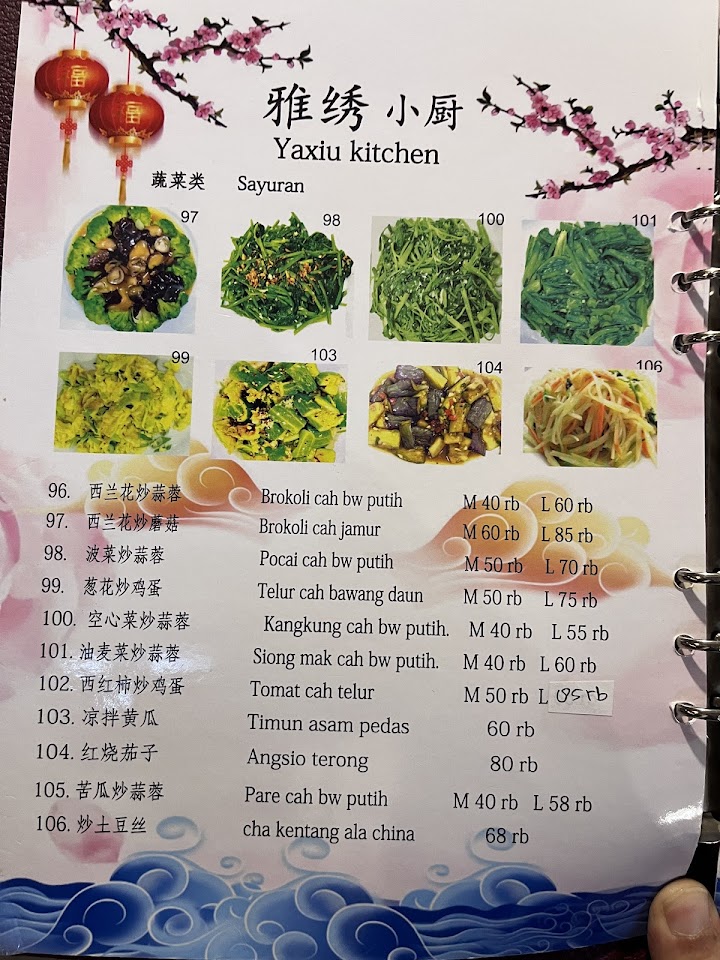 福
福
雅绣 小厨
Yaxiu kitchen
蔬菜类 Sayuran
97 98 100 101
99 103 104 106
96. 西兰花炒蒜蓉 Brokoli cah bw putih M 40 rb L 60 rb
97. 西兰花炒蘑菇 Brokoli cah jamur M 60 rb L 85 rb
98. 波菜炒蒜蓉 Pocai cah bw putih M 50 rb L 70 rb
99. 葱花炒鸡蛋 Telur cah bawang daun M 50 rb L 75 rb
100. 空心菜炒蒜蓉 Kangkung cah bw putih. M 40 rb L 55 rb
101. 油麦菜炒蒜蓉 Siong mak cah bw putih. M 40 rb L 60 rb
102. 西红柿炒鸡蛋 Tomat cah telur M 50 rb L rb
103. 凉拌黄瓜 Timun asam pedas 60 rb
104. 红烧茄子 Angsio terong 80 rb
105. 苦瓜炒蒜蓉 Pare cah bw putih M 40 rb L 58 rb
106. 炒土豆丝 cha kentang ala china 68 rb